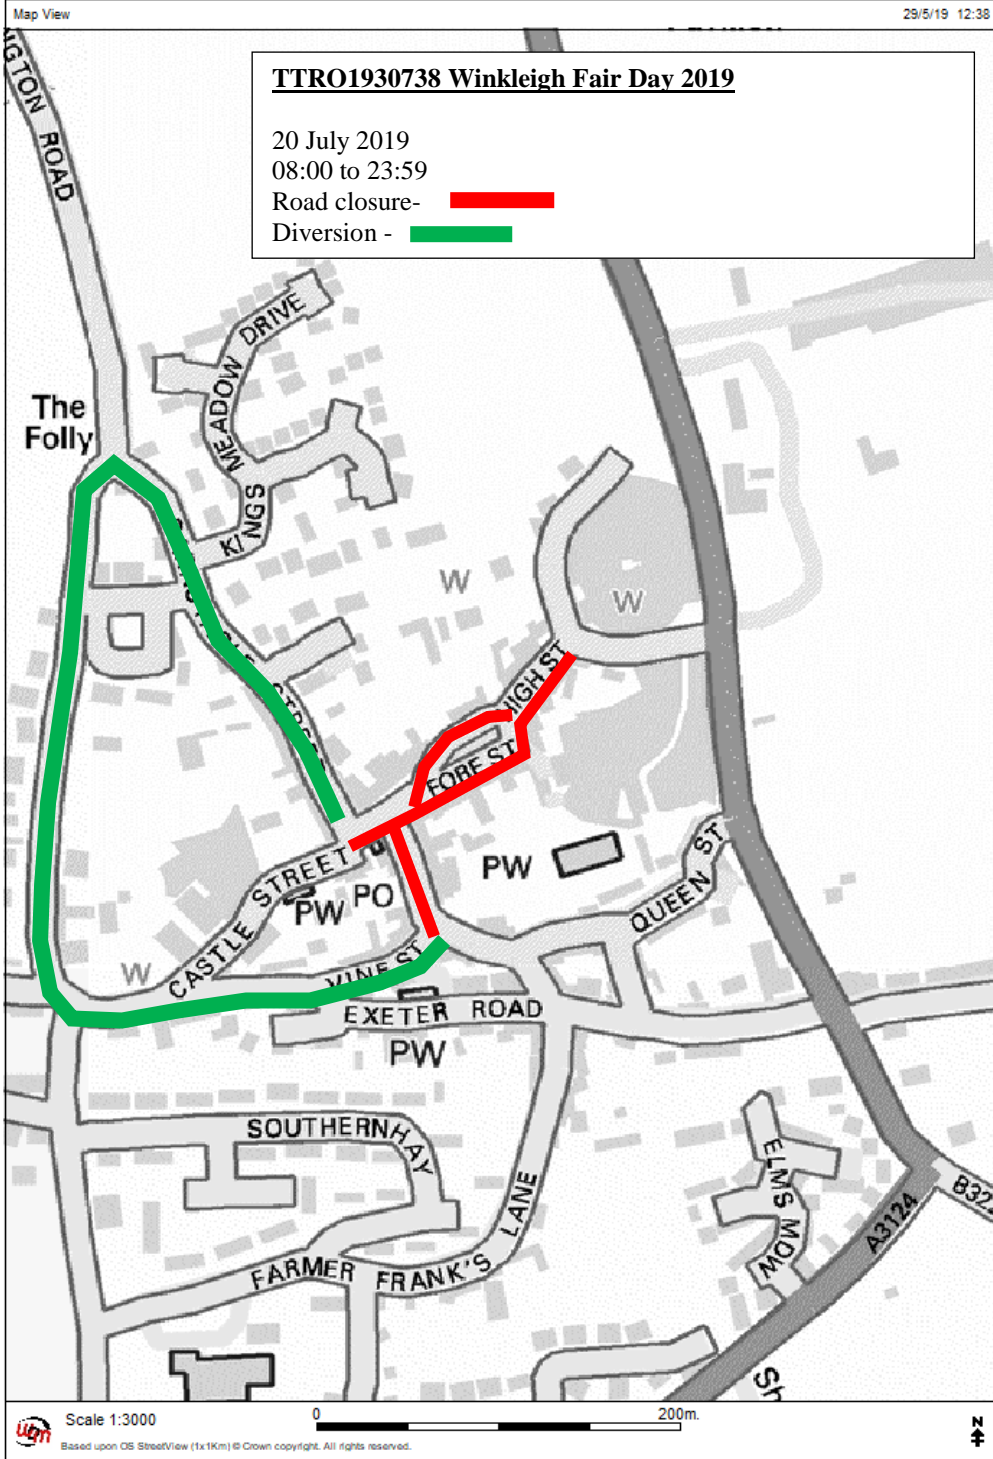 Map View
29/5/19 12:38
TTRO1930738 Winkleigh Fair Day 2019
20 July 2019
08:00 to 23:59
Road closure-
Diversion -
NGTON ROAD
The
Folly
MEADOW DRIVE
KINGS
W
W
HIGH ST
FORE ST
CASTLE STREET
PW
PO
PW
QUEEN ST
W
VINE ST
EXETER ROAD
PW
SOUTHERNHAY
FARMER FRANK'S LANE
ELMS MDW
A3124
B322
Sh
Scale 1:3000
0
200m.
N
Based upon OS StreetView (1x1Km) © Crown copyright. All rights reserved.